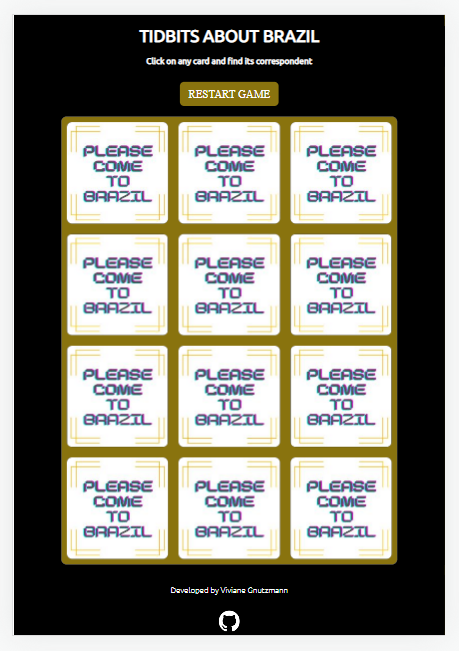 TIDBITS ABOUT BRAZIL
Click on any card and find its correspondent
RESTART GAME
PLEASE
COME
TO
BRAZIL
PLEASE
COME
TO
BRAZIL
PLEASE
COME
TO
BRAZIL
PLEASE
COME
TO
BRAZIL
PLEASE
COME
TO
BRAZIL
PLEASE
COME
TO
BRAZIL
PLEASE
COME
TO
BRAZIL
PLEASE
COME
TO
BRAZIL
PLEASE
COME
TO
BRAZIL
PLEASE
COME
TO
BRAZIL
PLEASE
COME
TO
BRAZIL
PLEASE
COME
TO
BRAZIL
Developed by Viviane Gnutzmann